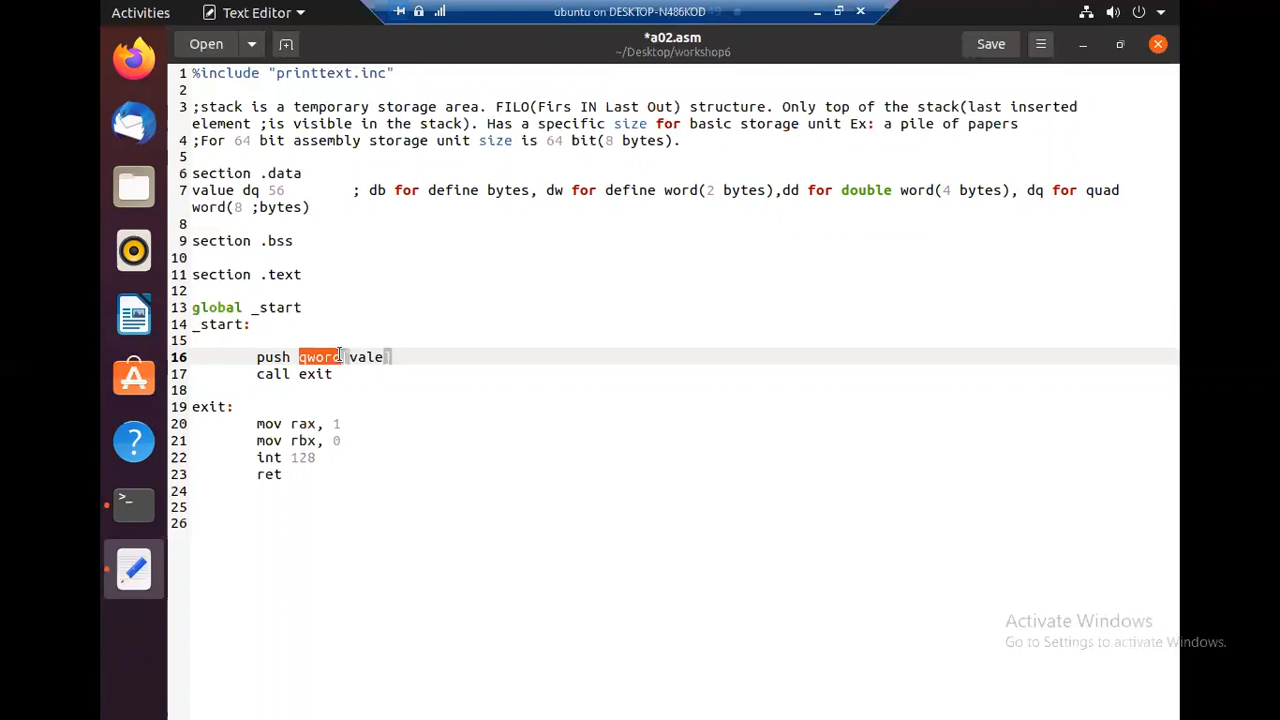 Activities
Text Editor
ubuntu on DESKTOP-N486KOD
Open
*a02.asm
~/Desktop/workshop6
Save
1 %include "printtext.inc"
2
3 ;stack is a temporary storage area. FILO(Firs IN Last Out) structure. Only top of the stack(last inserted
element ;is visible in the stack). Has a specific size for basic storage unit Ex: a pile of papers
4 ;For 64 bit assembly storage unit size is 64 bit(8 bytes).
5
6 section .data
7 value dq 56 ; db for define bytes, dw for define word(2 bytes),dd for double word(4 bytes), dq for quad
word(8 ;bytes)
8
9 section .bss
10
11 section .text
12
13 global _start
14 _start:
15
16 push qword[vale]
17 call exit
18
19 exit:
20 mov rax, 1
21 mov rbx, 0
22 int 128
23 ret
24
25
26
Activate Windows
Go to Settings to activate Windows.